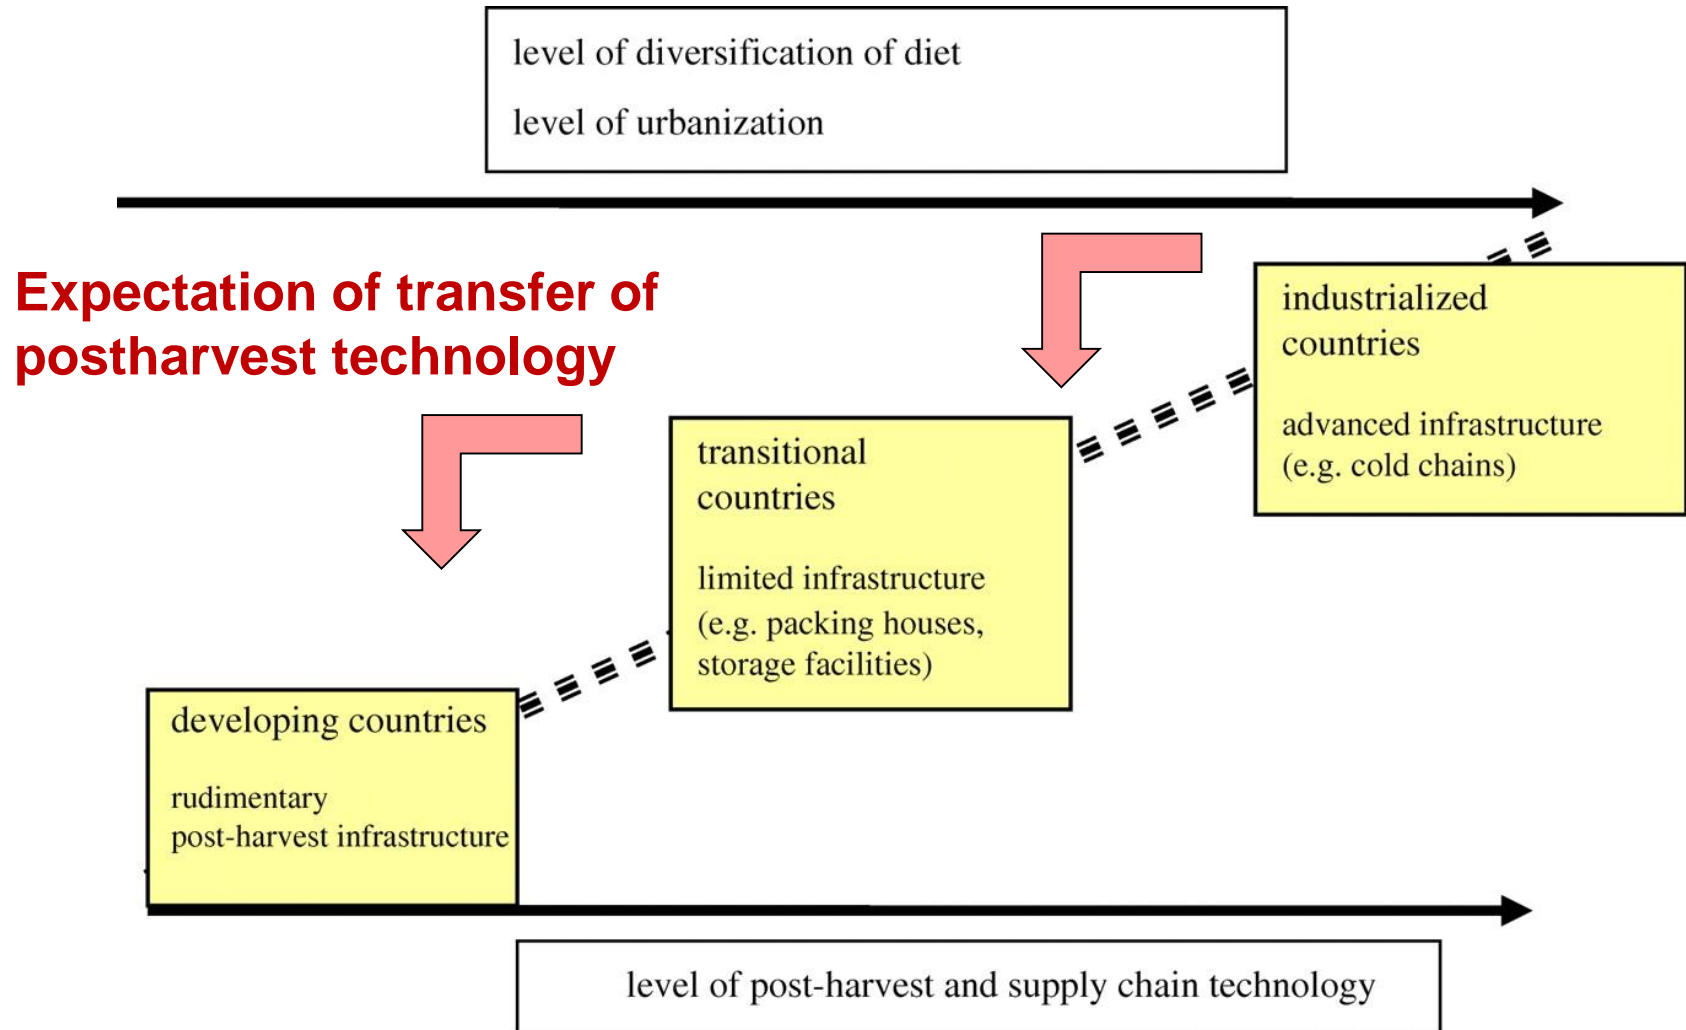 level of diversification of diet
level of urbanization
Expectation of transfer of
postharvest technology
industrialized
countries
advanced infrastructure
(e.g. cold chains)
transitional
countries
limited infrastructure
(e.g. packing houses,
storage facilities)
developing countries
rudimentary
post-harvest infrastructure
level of post-harvest and supply chain technology